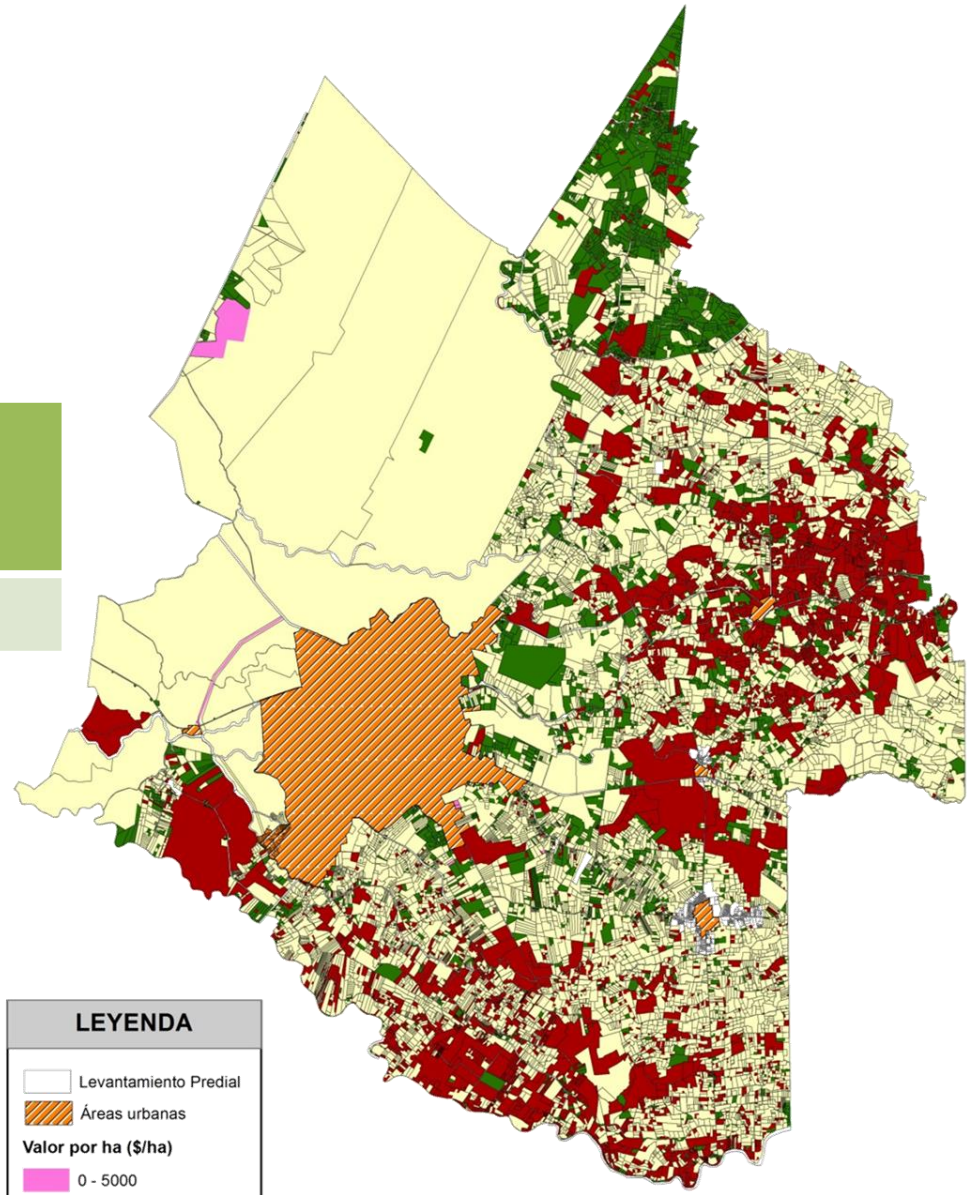 LEYENDA
Levantamiento Predial
Áreas urbanas
Valor por ha ($/ha)
0 - 5000